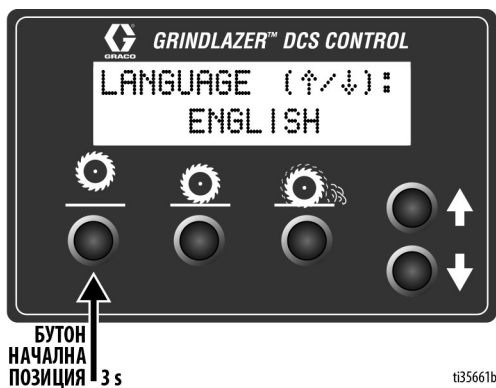 GRACO
GRINDLAZER™ DCS CONTROL
LANGUAGE (↑/↓):
ENGLISH
БУТОН
НАЧАЛНА
ПОЗИЦИЯ 3 s
ti35661b